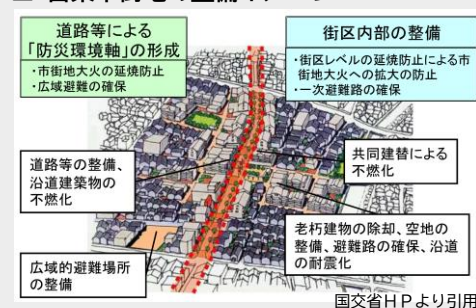 道路等による
「防災環境軸」の形成
・市街地大火の延焼防止
・広域避難の確保
街区内部の整備
・街区レベルの延焼防止による市
街地大火への拡大の防止
・一次避難路の確保
道路等の整備、
沿道建築物の
不燃化
共同建替による
不燃化
広域的避難場所
の整備
老朽建物の除却、空地の
整備、避難路の確保、沿道
の耐震化
国交省HPより引用